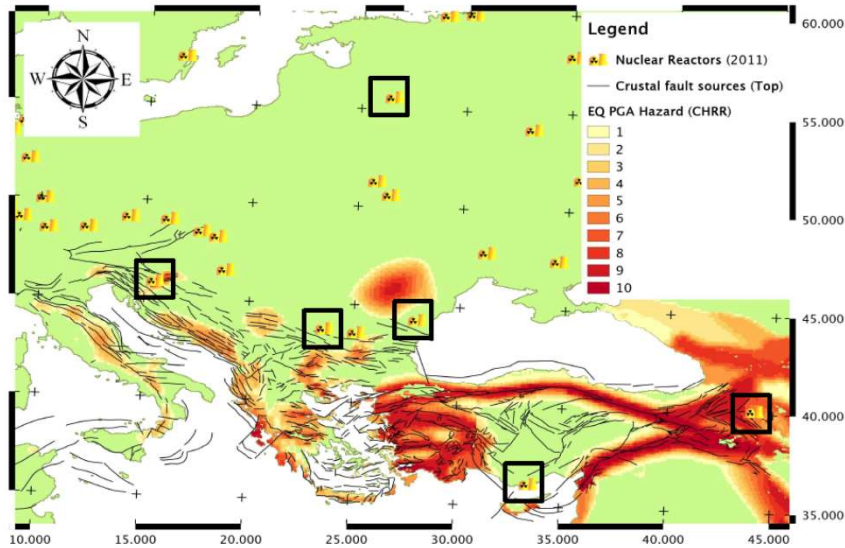 N
W E
S
Legend
Nuclear Reactors (2011)
Crustal fault sources (Top)
EQ PGA Hazard (CHRR)
1
2
3
4
5
6
7
8
9
10
60.000
55.000
50.000
45.000
40.000
35.000
10.000 15.000 20.000 25.000 30.000 35.000 40.000 45.000